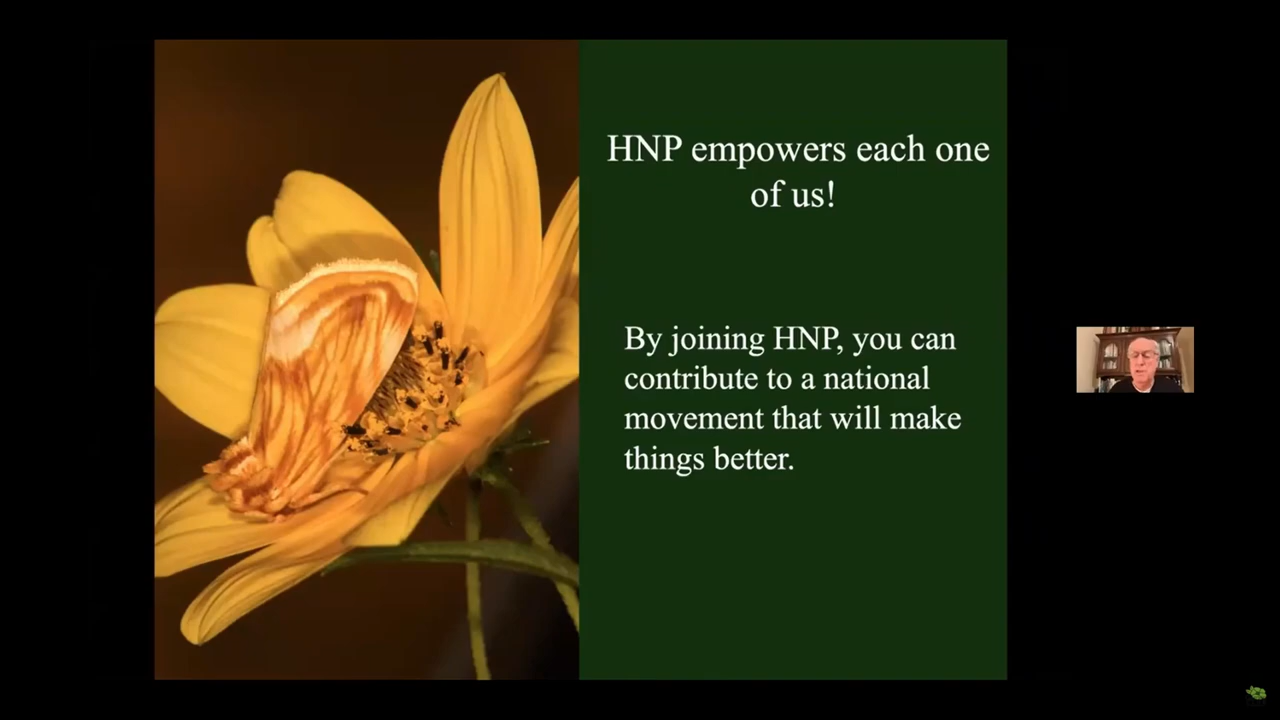 HNP empowers each one
of us!
By joining HNP, you can
contribute to a national
movement that will make
things better.